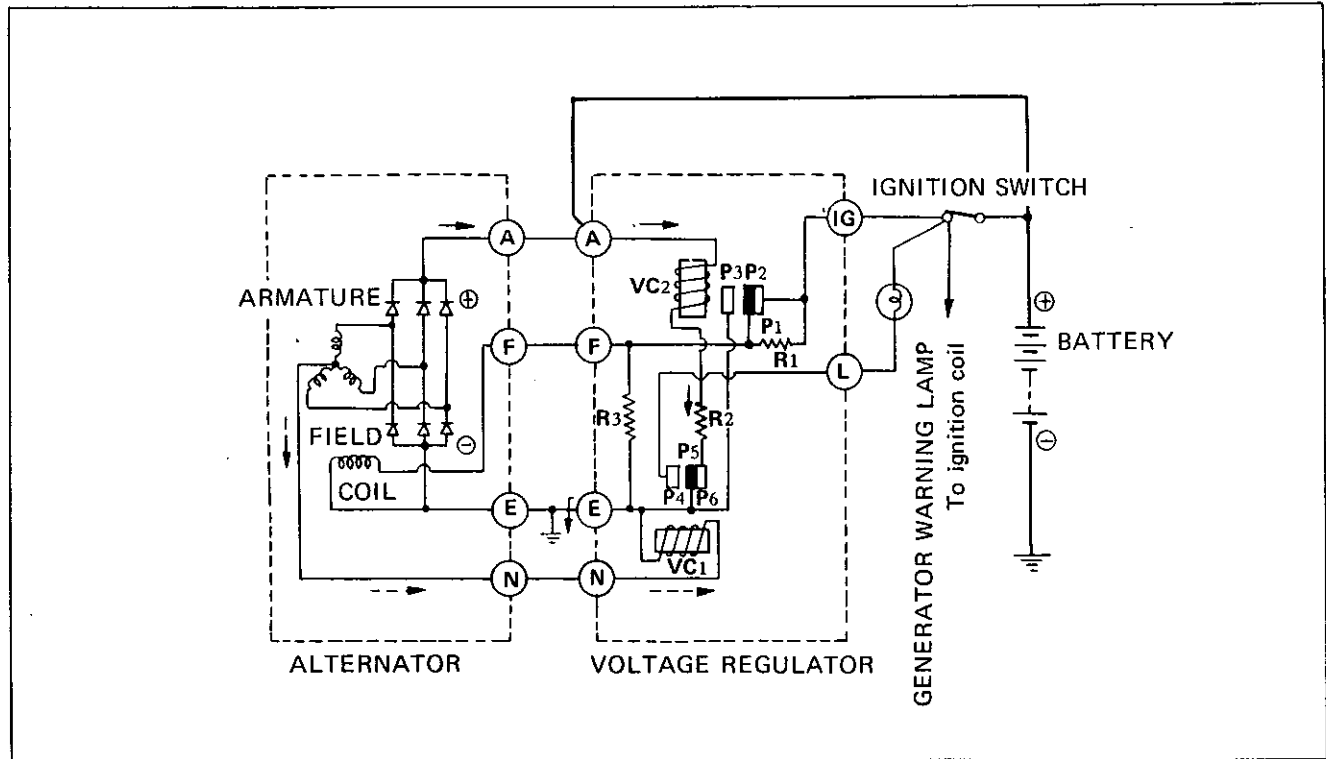 IGNITION SWITCH
A
A
IG
VC2
P3 P2
ARMATURE
⊕
⊕
F
F
P1
R1
BATTERY
L
R3
R2
FIELD
⊖
P5
⊖
COIL
P4
P6
E
E
VC1
N
N
GENERATOR WARNING LAMP
To ignition coil
ALTERNATOR
VOLTAGE REGULATOR